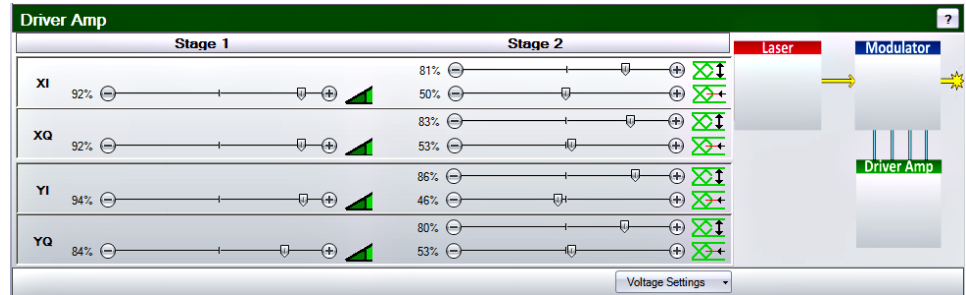 Driver Amp ?
Stage 1 Stage 2
Laser Modulator
XI 92% 81%
50%
XQ 92% 83%
53%
Driver Amp
YI 94% 86%
46%
YQ 84% 80%
53%
Voltage Settings